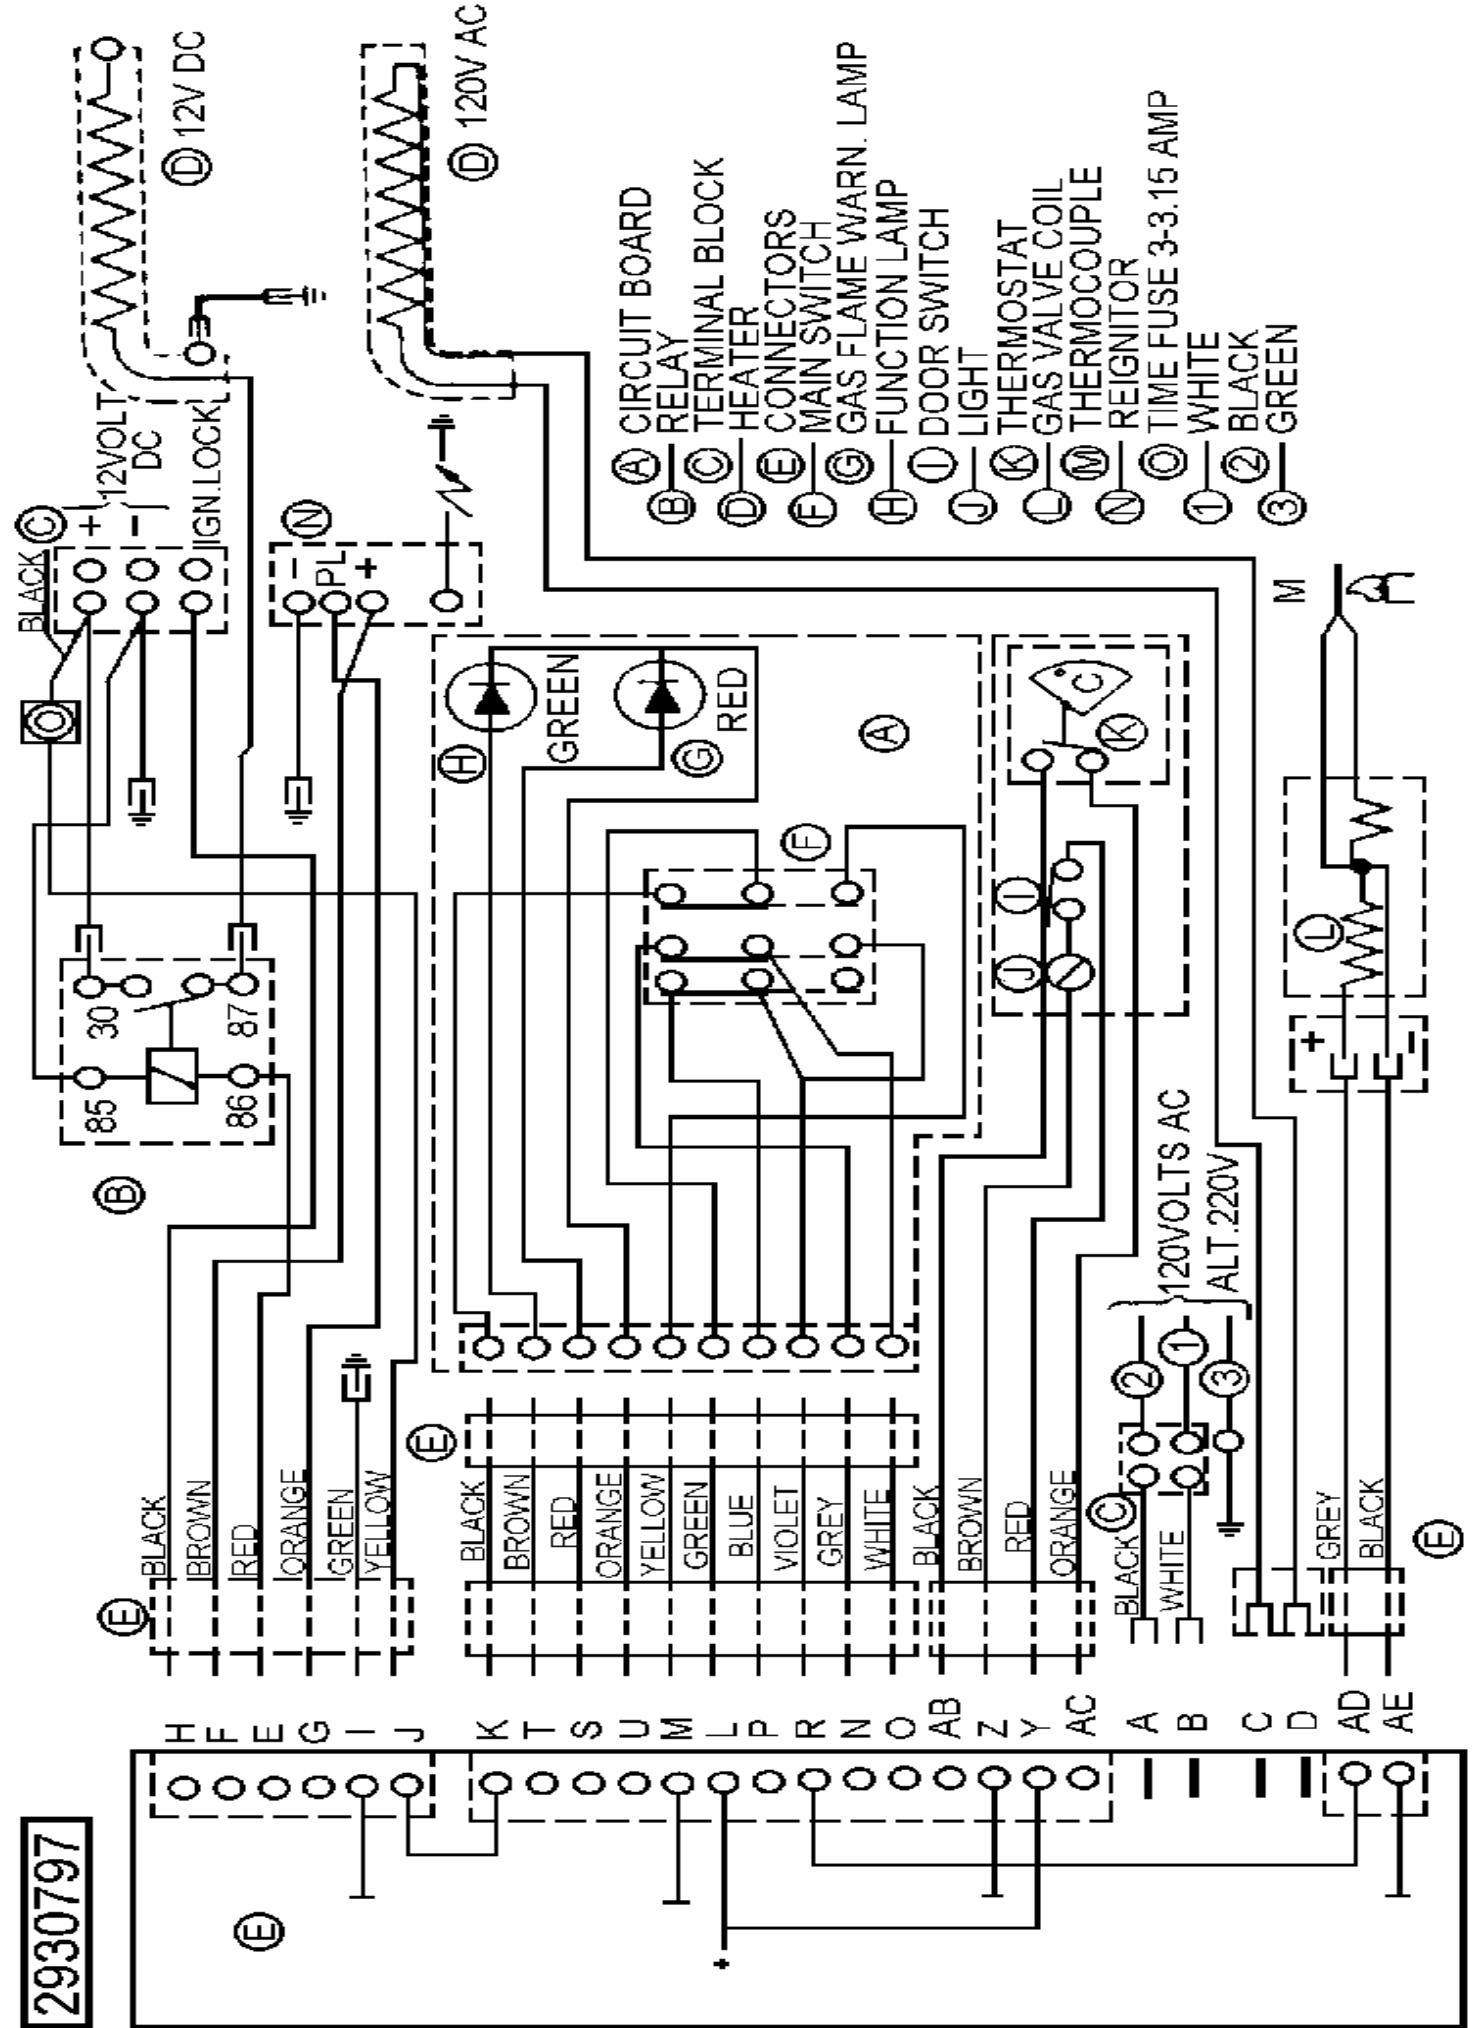 2930797
D 12V DC
D 120V AC
BLACK
C
+
-
12VOLT
DC
IGN.LOCK
N
-
PL
+
O
30
87
85
86
B
A CIRCUIT BOARD
B RELAY
C TERMINAL BLOCK
D HEATER
E CONNECTORS
F MAIN SWITCH
G GAS FLAME WARN. LAMP
H FUNCTION LAMP
I DOOR SWITCH
J LIGHT
K THERMOSTAT
L GAS VALVE COIL
M THERMOCOUPLE
N REIGNITOR
O TIME FUSE 3-3.15 AMP
1 WHITE
2 BLACK
3 GREEN
H
GREEN
G
RED
A
F
C
K
I
J
M
L
+
-
120VOLTS AC
ALT.220V
2
1
3
C
BLACK
WHITE
E
BLACK
BROWN
RED
ORANGE
GREEN
YELLOW
E
BLACK
BROWN
RED
ORANGE
YELLOW
GREEN
BLUE
VIOLET
GREY
WHITE
BLACK
BROWN
RED
ORANGE
GREY
BLACK
E
H
F
E
G
I
J
K
T
S
U
M
L
P
R
N
O
AB
Z
Y
AC
A
B
C
D
AD
AE
E
+